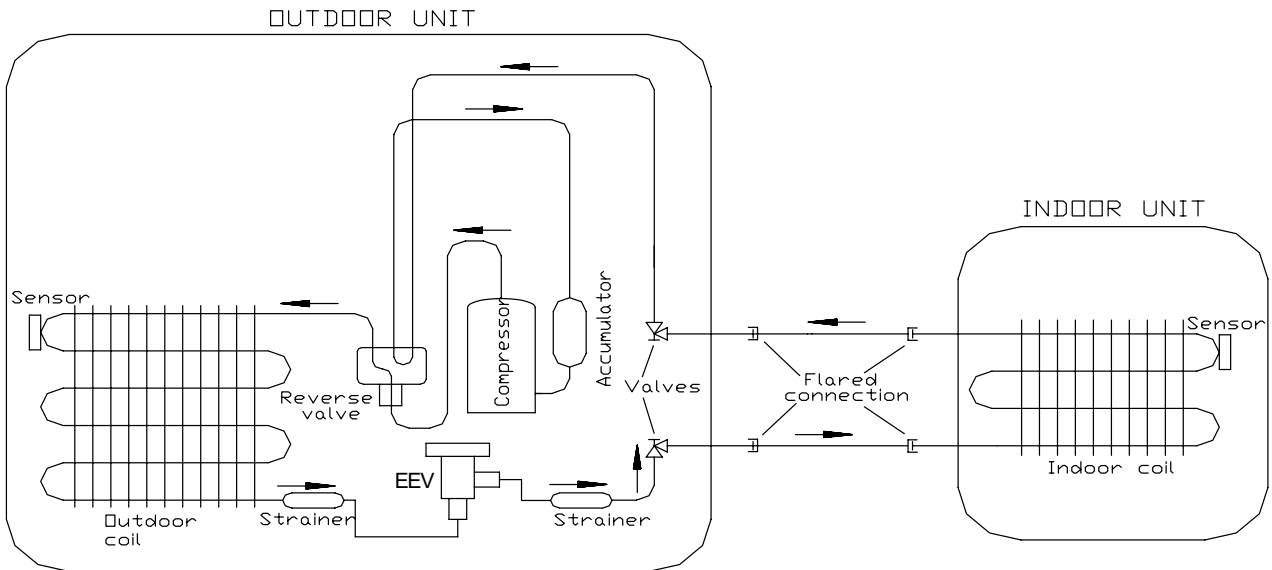 OUTDOOR UNIT
INDOOR UNIT
Sensor
Compressor
Accumulator
Sensor
Reverse
valve
Valves
Flared
connection
EEV
Indoor coil
Outdoor
coil
Strainer
Strainer